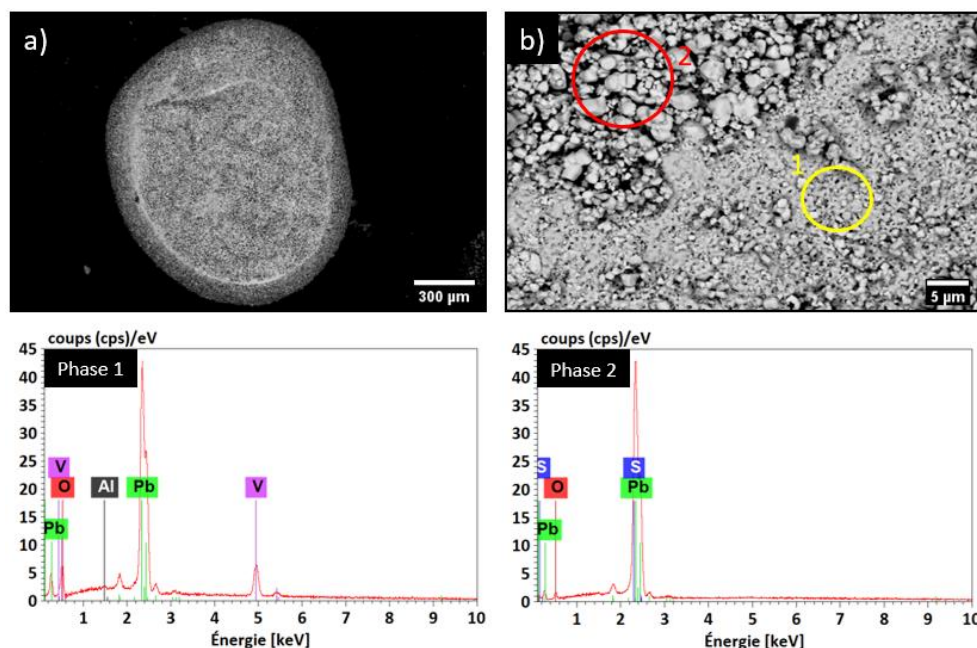 a)
300 µm
b)
2
1
5 µm
coups (cps)/eV
45
40
35
30
25
20
15
10
5
0
Phase 1
V
O
Pb
Al
Pb
V
0 1 2 3 4 5 6 7 8 9 10
Énergie [keV]
coups (cps)/eV
45
40
35
30
25
20
15
10
5
0
Phase 2
S
O
Pb
S
Pb
0 1 2 3 4 5 6 7 8 9 10
Énergie [keV]